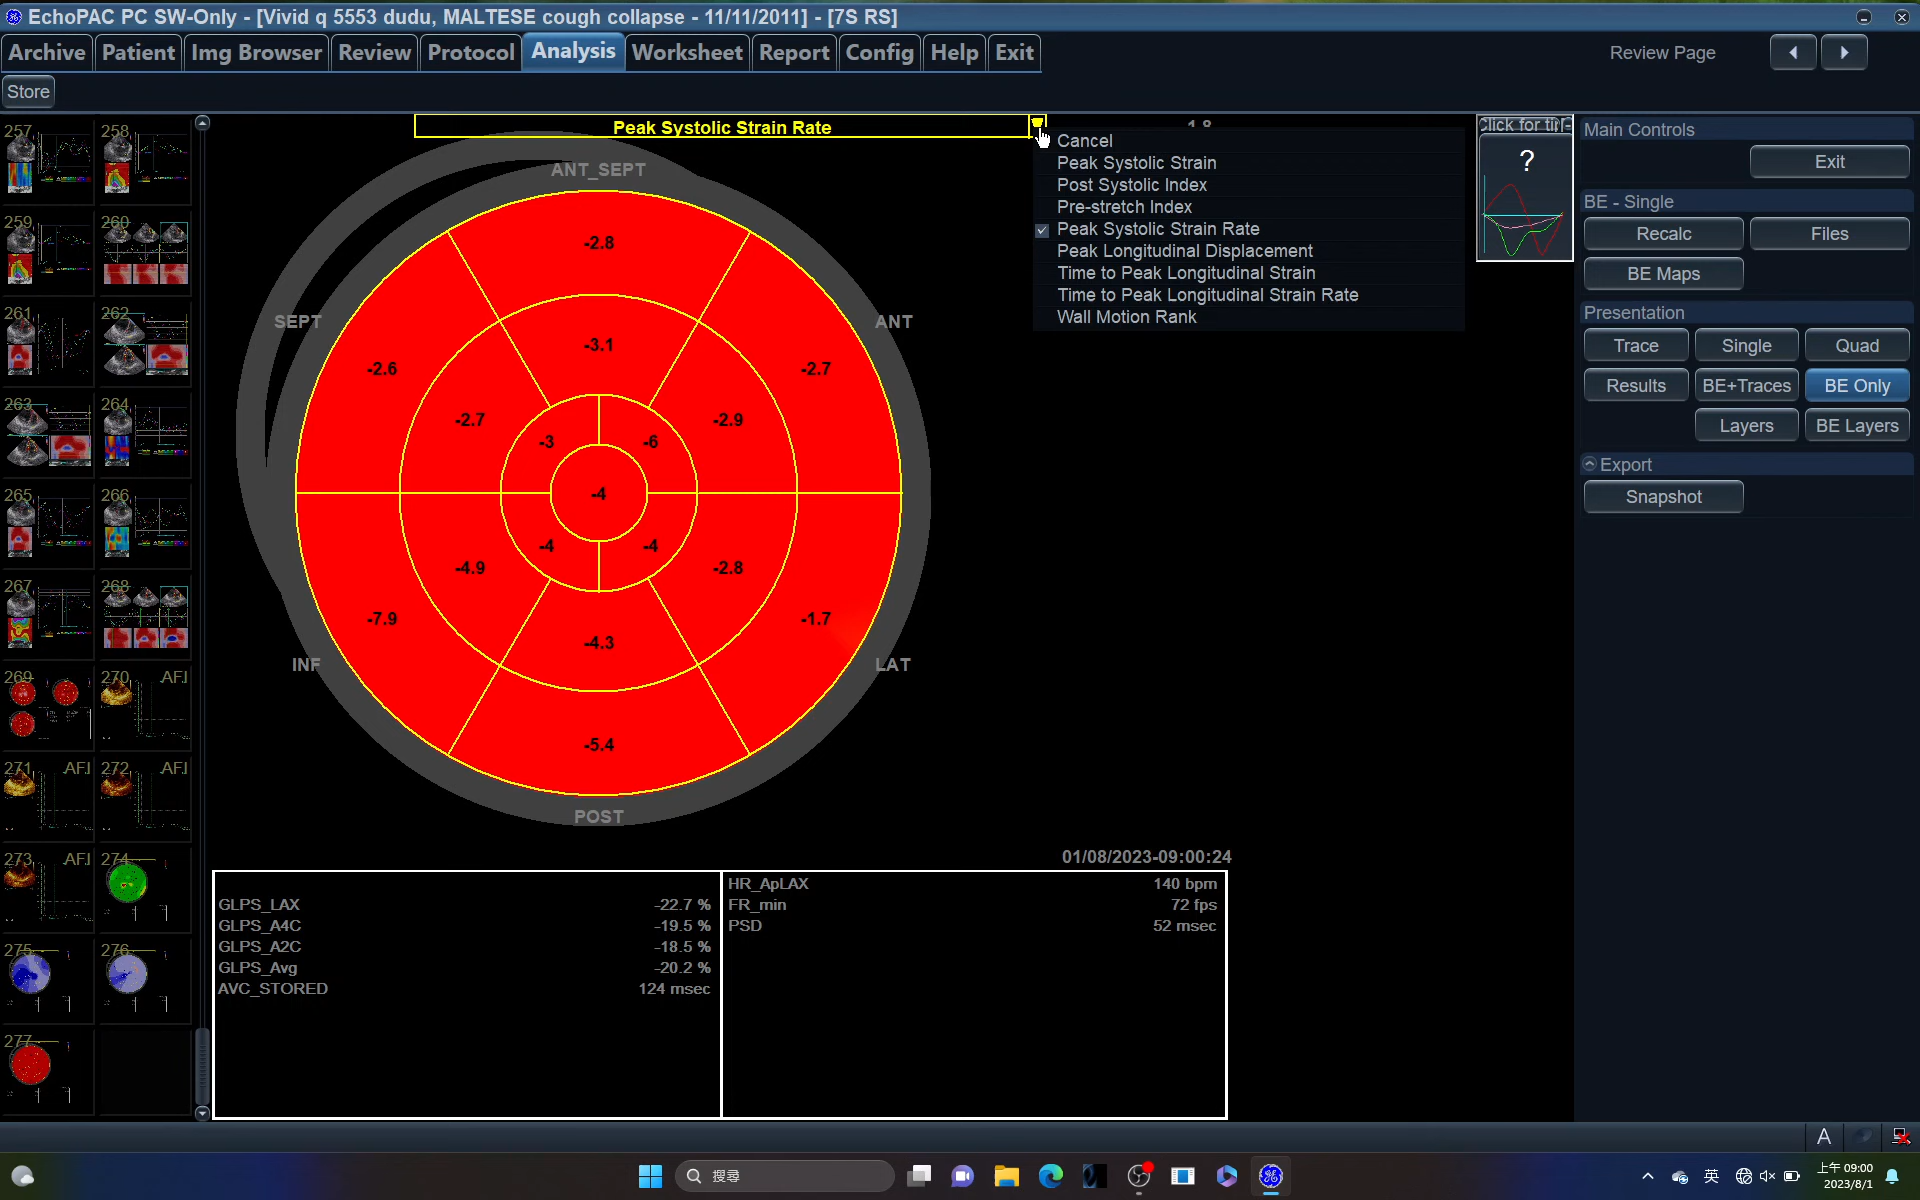 EchoPAC PC SW-Only - [Vivid q 5553 dudu, MALTESE cough collapse - 11/11/2011] - [7S RS]
Archive Patient Img Browser Review Protocol Analysis Worksheet Report Config Help Exit
Review Page
Store
257 258
259 260
261 262
263 264
265 266
267 268
269 270 AFI
271 AFI 272 AFI
273 AFI 274
275 276
277
Peak Systolic Strain Rate
Cancel
Peak Systolic Strain
Post Systolic Index
Pre-stretch Index
Peak Systolic Strain Rate
Peak Longitudinal Displacement
Time to Peak Longitudinal Strain
Time to Peak Longitudinal Strain Rate
Wall Motion Rank
?
ANT_SEPT
-2.8
SEPT ANT
-3.1
-2.6 -2.7
-2.7 -2.9
-3 -6
-4
-4 -4
-4.9 -2.8
-7.9 -1.7
-4.3
INF LAT
-5.4
POST
01/08/2023-09:00:24
GLPS_LAX -22.7 %
GLPS_A4C -19.5 %
GLPS_A2C -18.5 %
GLPS_Avg -20.2 %
AVC_STORED 124 msec
HR_ApLAX 140 bpm
FR_min 72 fps
PSD 52 msec
Main Controls
Exit
BE - Single
Recalc Files
BE Maps
Presentation
Trace Single Quad
Results BE+Traces BE Only
Layers BE Layers
Export
Snapshot
A
搜尋
英
上午 09:00
2023/8/1